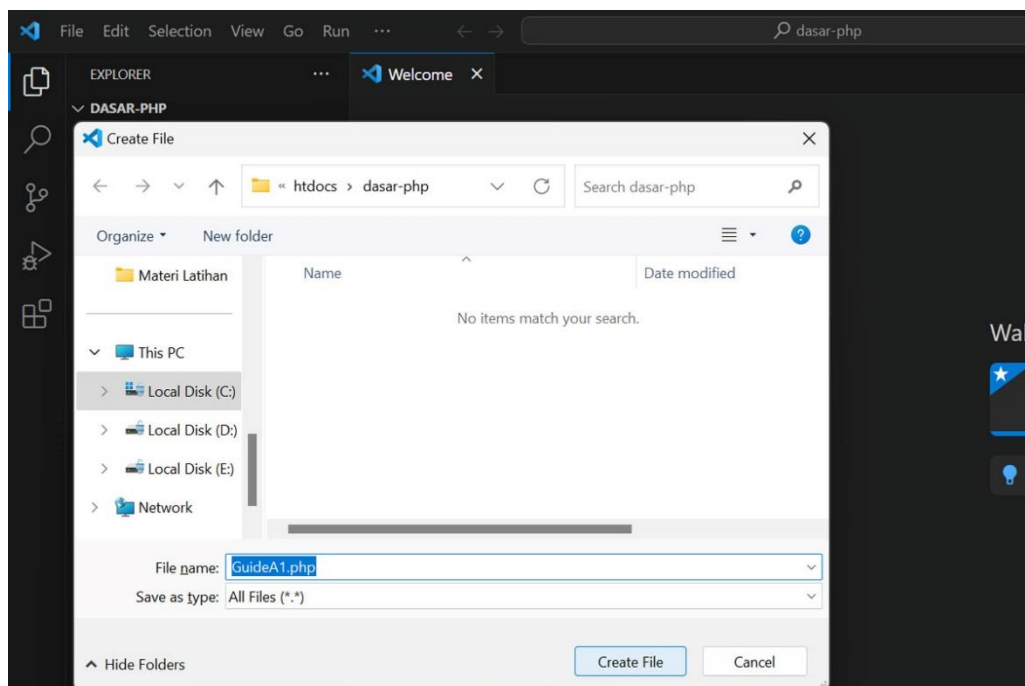 File Edit Selection View Go Run ··· dasar-php
EXPLORER ··· Welcome
DASAR-PHP
Create File
« htdocs › dasar-php Search dasar-php
Organize New folder
Materi Latihan Name Date modified
No items match your search.
This PC
Local Disk (C:)
Local Disk (D:)
Local Disk (E:)
Network
File name: GuideA1.php
Save as type: All Files (*.*)
Hide Folders Create File Cancel